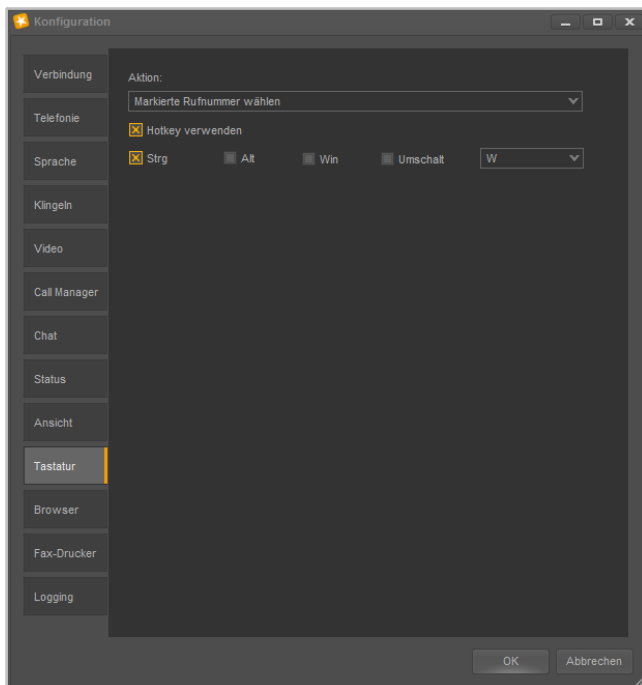 Konfiguration
Verbindung
Telefonie
Sprache
Klingeln
Video
Call Manager
Chat
Status
Ansicht
Tastatur
Browser
Fax-Drucker
Logging
Aktion:
Markierte Rufnummer wählen
Hotkey verwenden
Strg Alt Win Umschalt W
OK Abbrechen